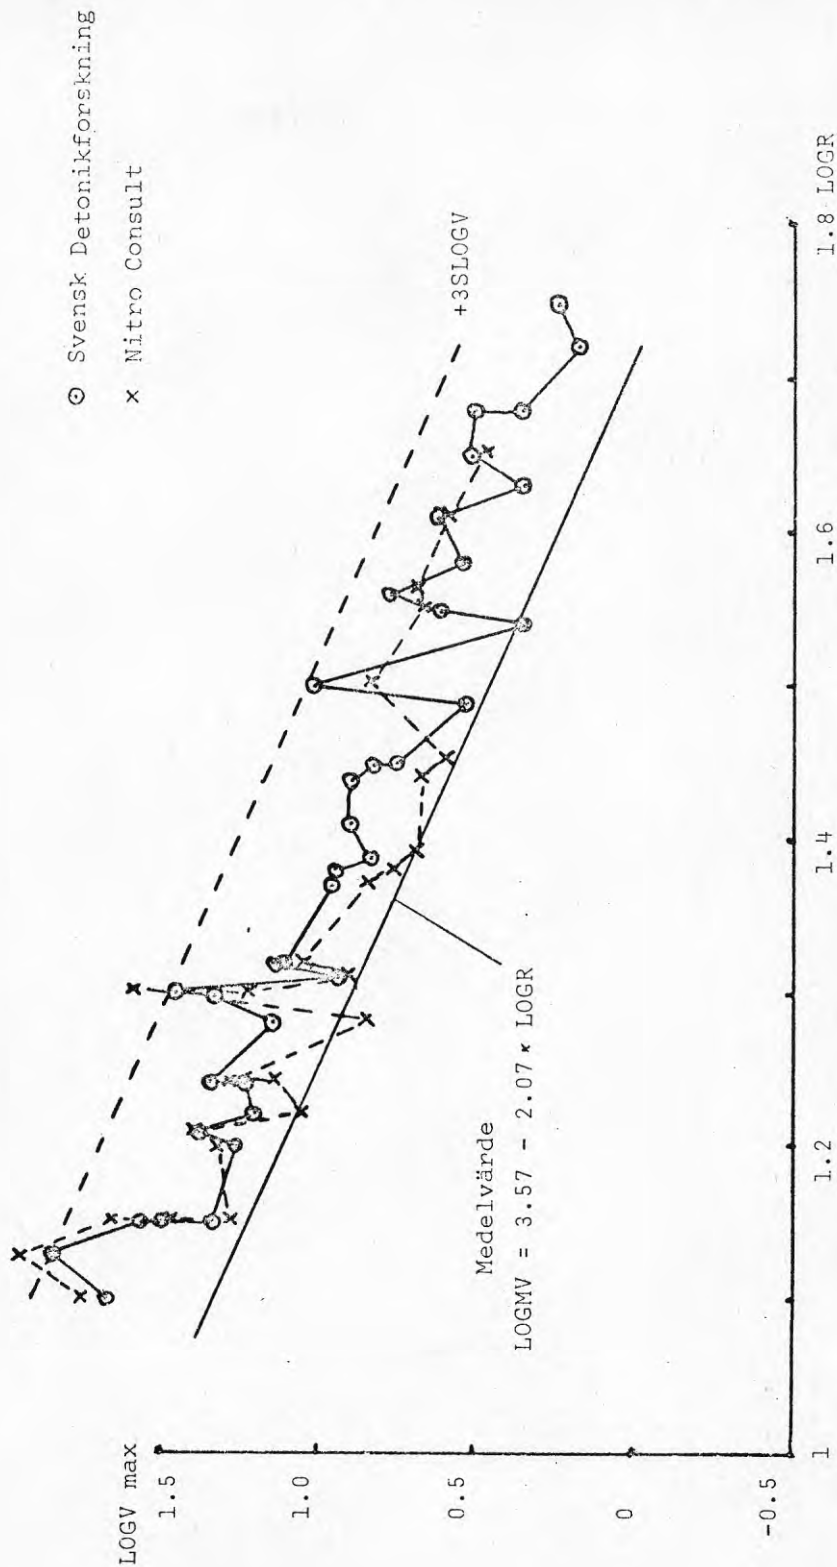 ⊙ Svensk Detonikforskning
× Nitro Consult
LOGV max
1.5
1.0
0.5
0
-0.5
+3SLOGV
Medelvärde
LOGMV = 3.57 - 2.07 * LOGR
1
1.2
1.4
1.6
1.8 LOGR